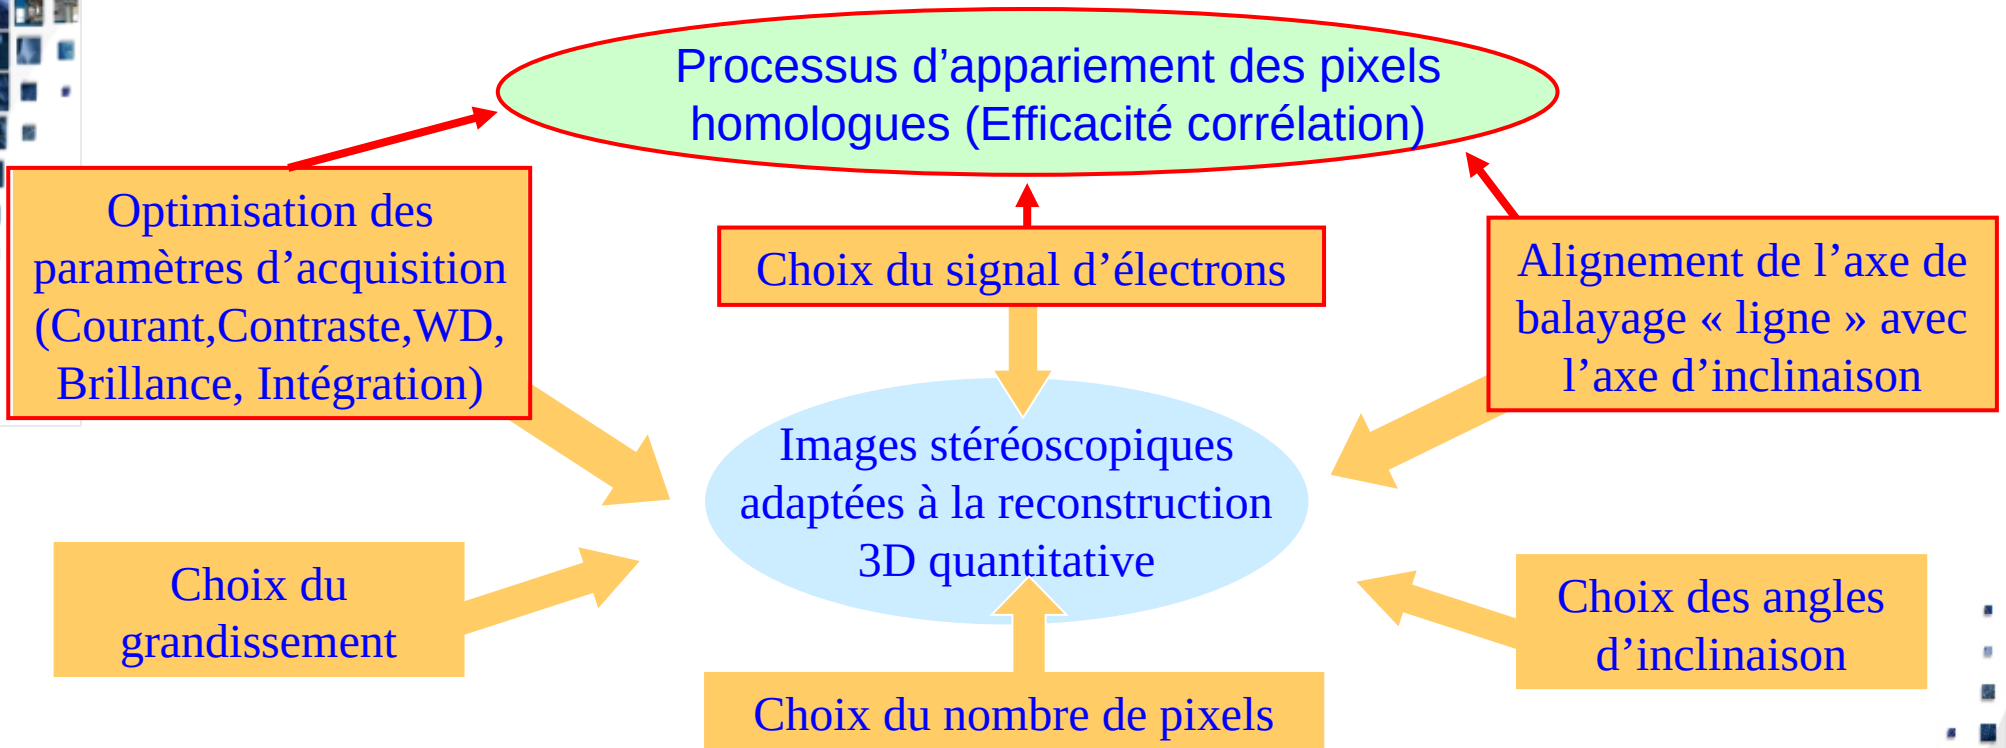 Processus d’appariement des pixels
homologues (Efficacité corrélation)
Optimisation des
paramètres d’acquisition
(Courant,Contraste,WD,
Brillance, Intégration)
Choix du signal d’électrons
Alignement de l’axe de
balayage « ligne » avec
l’axe d’inclinaison
Images stéréoscopiques
adaptées à la reconstruction
3D quantitative
Choix du
grandissement
Choix des angles
d’inclinaison
Choix du nombre de pixels